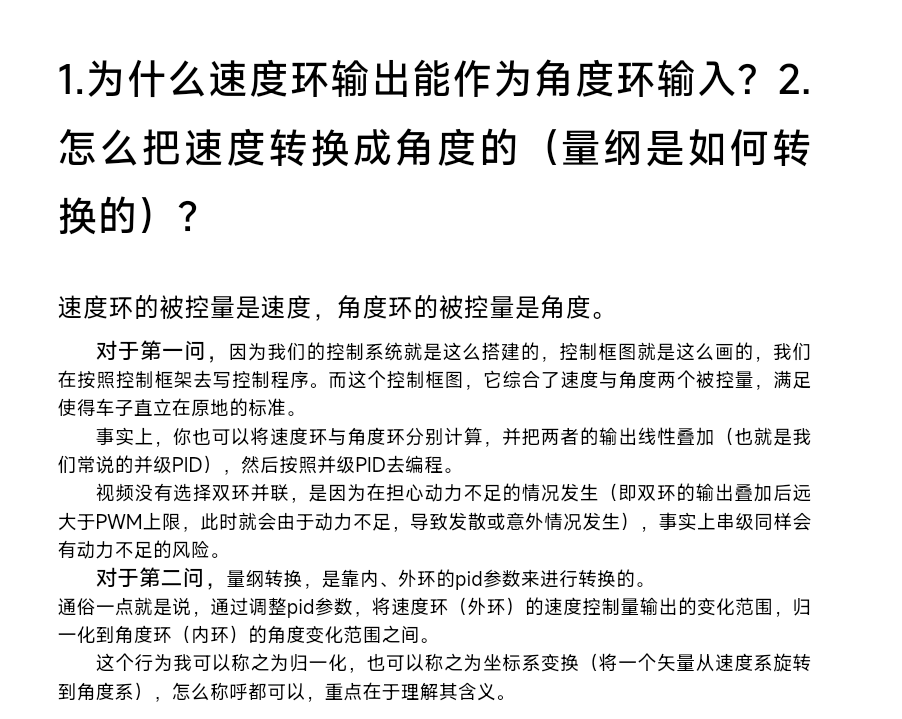 1.为什么速度环输出能作为角度环输入？2.
怎么把速度转换成角度的（量纲是如何转
换的）？
速度环的被控量是速度，角度环的被控量是角度。
对于第一问，因为我们的控制系统就是这么搭建的，控制框图就是这么画的，我们
在按照控制框架去写控制程序。而这个控制框图，它综合了速度与角度两个被控量，满足
使得车子直立在原地的标准。
事实上，你也可以将速度环与角度环分别计算，并把两者的输出线性叠加（也就是我
们常说的并级PID），然后按照并级PID去编程。
视频没有选择双环并联，是因为在担心动力不足的情况发生（即双环的输出叠加后远
大于PWM上限，此时就会由于动力不足，导致发散或意外情况发生），事实上串级同样会
有动力不足的风险。
对于第二问，量纲转换，是靠内、外环的pid参数来进行转换的。
通俗一点就是说，通过调整pid参数，将速度环（外环）的速度控制量输出的变化范围，归
一化到角度环（内环）的角度变化范围之间。
这个行为我可以称之为归一化，也可以称之为坐标系变换（将一个矢量从速度系旋转
到角度系），怎么称呼都可以，重点在于理解其含义。